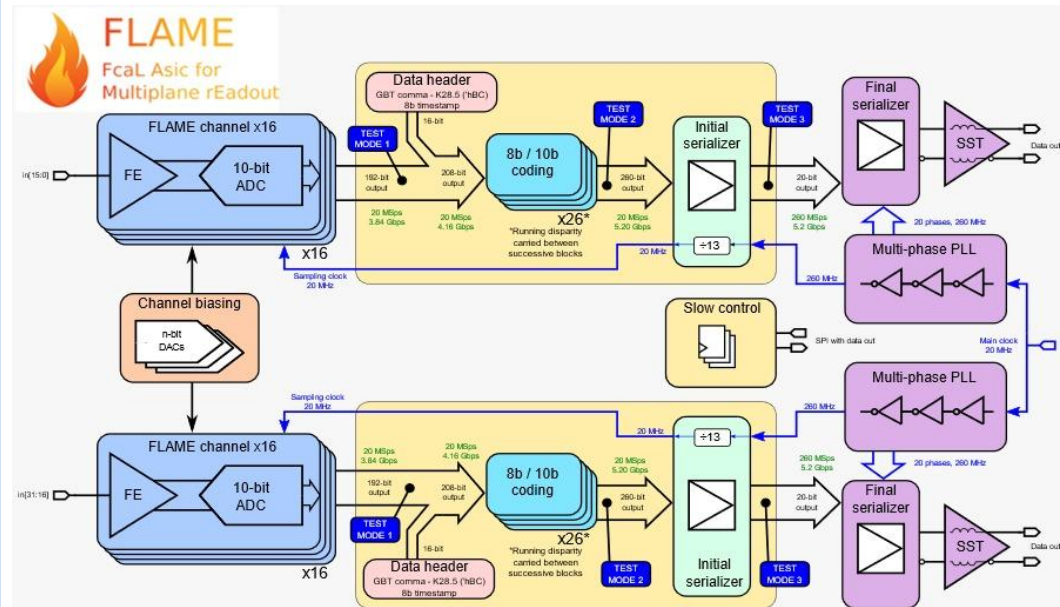 FLAME
FcaL Asic for
Multiplane rEadout
FLAME channel x16
FE
10-bit
ADC
in[15:0]
x16
Data header
GBT comma - K28.5 ('hBC)
8b timestamp
16-bit
TEST
MODE 1
192-bit
output
208-bit
output
20 MSps
3.84 Gbps
20 MSps
4.16 Gbps
8b / 10b
coding
x26*
*Running disparity
carried between
successive blocks
TEST
MODE 2
260-bit
output
20 MSps
5.20 Gbps
Initial
serializer
÷13
20 MHz
TEST
MODE 3
20-bit
output
260 MSps
5.2 Gbps
Final
serializer
SST
Data out
20 phases, 260 MHz
Multi-phase PLL
260 MHz
Sampling clock
20 MHz
Channel biasing
n-bit
DACs
Slow control
SPI with data out
Main clock
20 MHz
Multi-phase PLL
260 MHz
20 phases, 260 MHz
Sampling clock
20 MHz
20 MHz
÷13
FLAME channel x16
FE
10-bit
ADC
in[31:16]
x16
20 MSps
3.84 Gbps
20 MSps
4.16 Gbps
192-bit
output
208-bit
output
TEST
MODE 1
16-bit
Data header
GBT comma - K28.5 ('hBC)
8b timestamp
8b / 10b
coding
x26*
*Running disparity
carried between
successive blocks
20 MSps
5.20 Gbps
260-bit
output
TEST
MODE 2
Initial
serializer
260 MSps
5.2 Gbps
20-bit
output
TEST
MODE 3
Final
serializer
SST
Data out